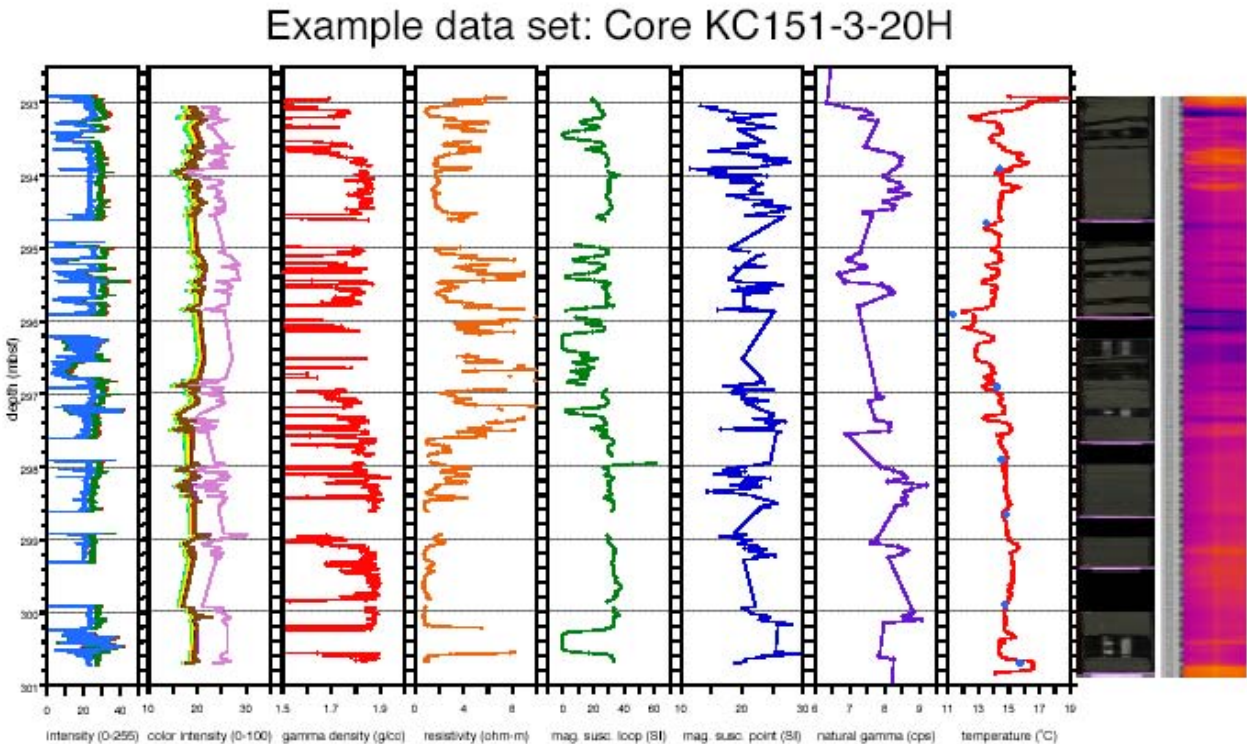 Example data set: Core KC151-3-20H
depth (mbsf)
293
294
295
296
297
298
299
300
301
0 20 40 10 20 30 1.5 1.7 1.9 0 4 8 0 20 40 60 10 20 30 6 7 8 9 11 13 15 17 19
intensity (0-255) color intensity (0-100) gamma density (g/cc) resistivity (ohm-m) mag. susc. loop (SI) mag. susc. point (SI) natural gamma (cps) temperature (°C)